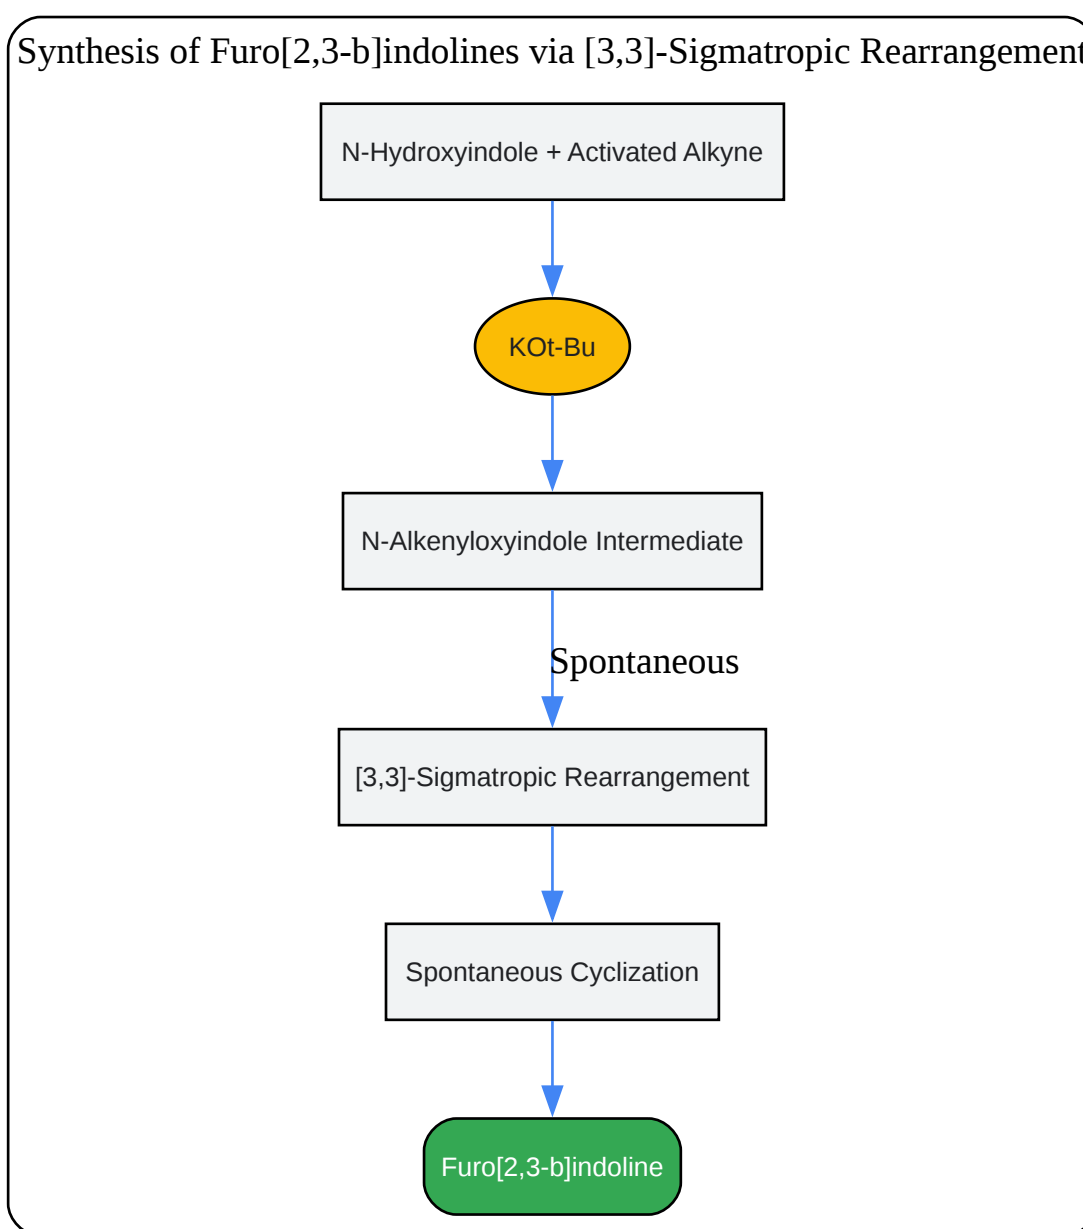 Synthesis of Furo[2,3-b]indolines via [3,3]-Sigmatropic Rearrangement
N-Hydroxyindole + Activated Alkyne
KOt-Bu
N-Alkenyloxyindole Intermediate
Spontaneous
[3,3]-Sigmatropic Rearrangement
Spontaneous Cyclization
Furo[2,3-b]indoline